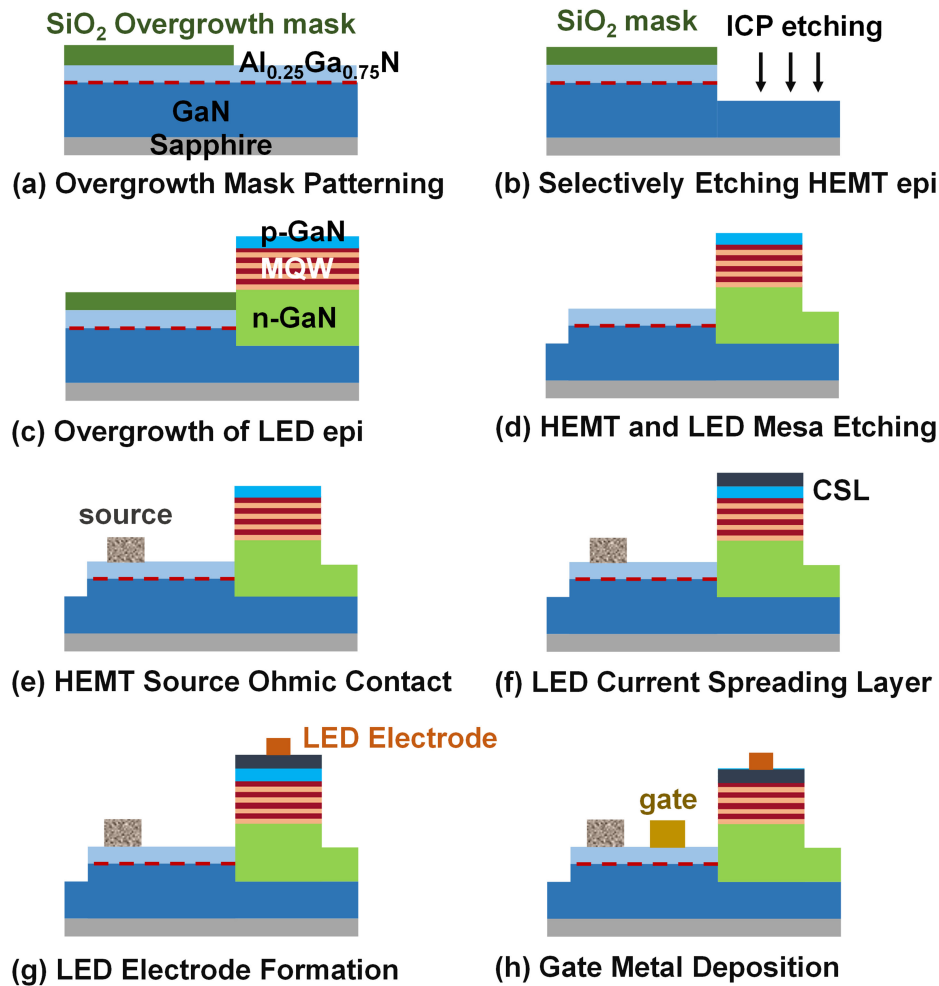 SiO₂ Overgrowth mask
Al₀.₂₅Ga₀.₇₅N
GaN
Sapphire
(a) Overgrowth Mask Patterning
SiO₂ mask
ICP etching
(b) Selectively Etching HEMT epi
p-GaN
MQW
n-GaN
(c) Overgrowth of LED epi
(d) HEMT and LED Mesa Etching
source
(e) HEMT Source Ohmic Contact
CSL
(f) LED Current Spreading Layer
LED Electrode
(g) LED Electrode Formation
gate
(h) Gate Metal Deposition